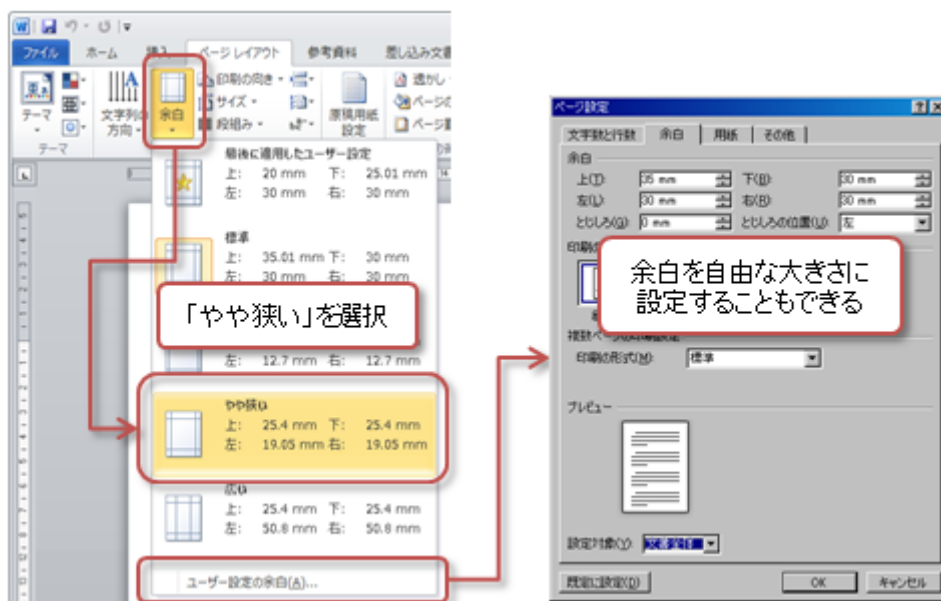 ファイル ホーム 挿入 ページ レイアウト 参考資料 差し込み文書
テーマ
文字列の方向
余白
印刷の向き
サイズ
段組み
原稿用紙設定
透かし
ページの
テーマ
最後に適用したユーザー設定
上: 20 mm 下: 25.01 mm
左: 30 mm 右: 30 mm
標準
上: 35.01 mm 下: 30 mm
左: 30 mm 右: 30 mm
「やや狭い」を選択
左: 12.7 mm 右: 12.7 mm
やや狭い
上: 25.4 mm 下: 25.4 mm
左: 19.05 mm 右: 19.05 mm
広い
上: 25.4 mm 下: 25.4 mm
左: 50.8 mm 右: 50.8 mm
ユーザー設定の余白(A)...
ページ設定
文字数と行数 余白 用紙 その他
余白
上(T): 35 mm 下(B): 30 mm
左(L): 30 mm 右(R): 30 mm
とじしろ(G): 0 mm とじしろの位置(U): 左
余白を自由な大きさに
設定することもできる
印刷の形式(M): 標準
プレビュー
設定対象(Y):
既定に設定(D) OK キャンセル